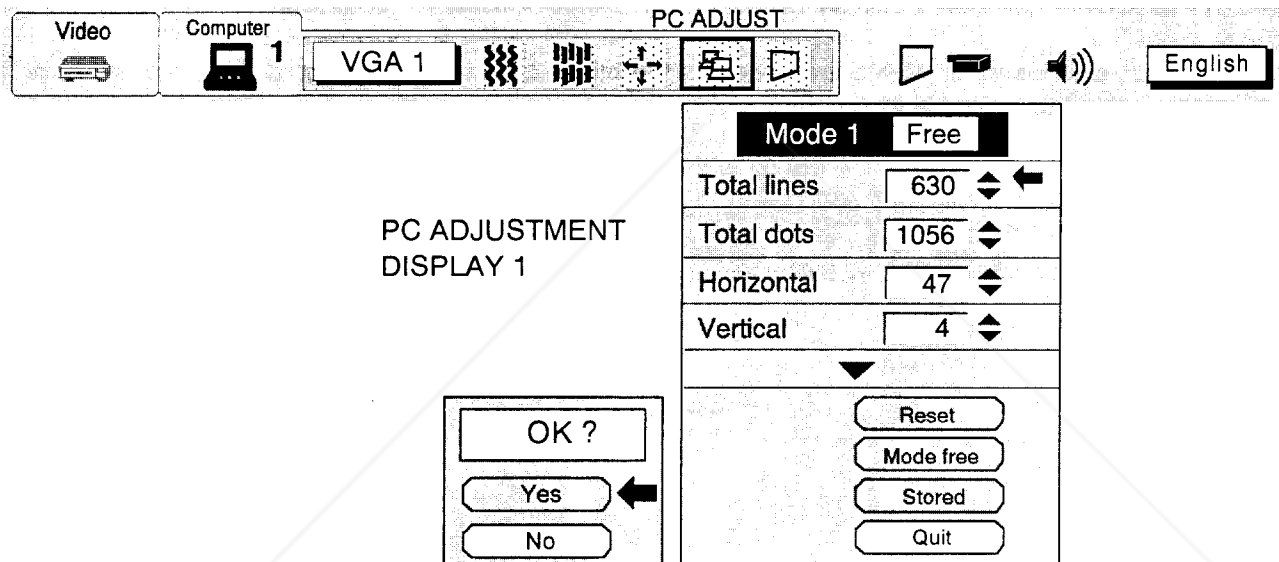 PC ADJUST
Video
Computer
1
VGA 1
English
Mode 1 Free
Total lines 630
Total dots 1056
Horizontal 47
Vertical 4
PC ADJUSTMENT
DISPLAY 1
OK ?
Yes
No
Reset
Mode free
Stored
Quit